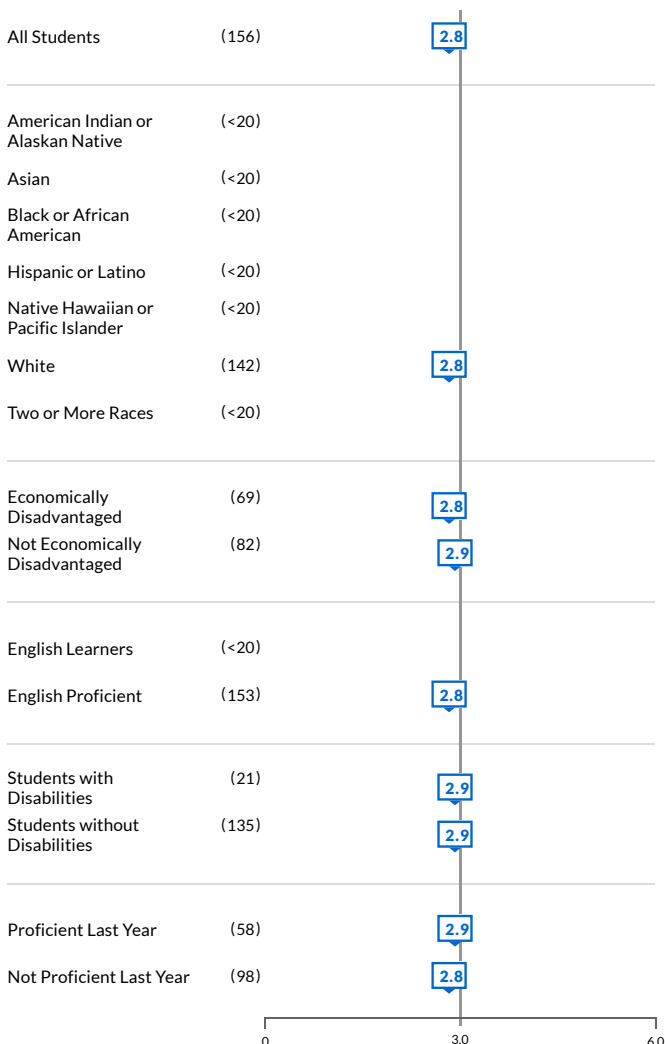 All Students (156) 2.8
American Indian or (<20)
Alaskan Native
Asian (<20)
Black or African (<20)
American
Hispanic or Latino (<20)
Native Hawaiian or (<20)
Pacific Islander
White (142) 2.8
Two or More Races (<20)
Economically (69) 2.8
Disadvantaged
Not Economically (82) 2.9
Disadvantaged
English Learners (<20)
English Proficient (153) 2.8
Students with (21) 2.9
Disabilities
Students without (135) 2.9
Disabilities
Proficient Last Year (58) 2.9
Not Proficient Last Year (98) 2.8
0 3.0 6.0